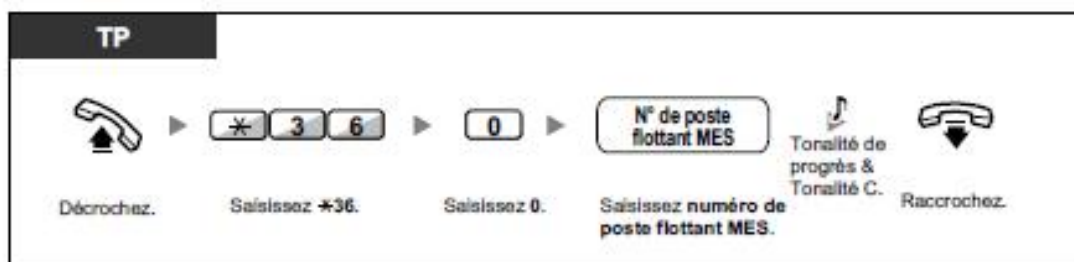 TP
* 3 6
0
N° de poste
flottant MES
Tonalité de
progrès &
Tonalité C.
Décrochez.
Saisissez *36.
Saisissez 0.
Saisissez numéro de
poste flottant MES.
Raccrochez.